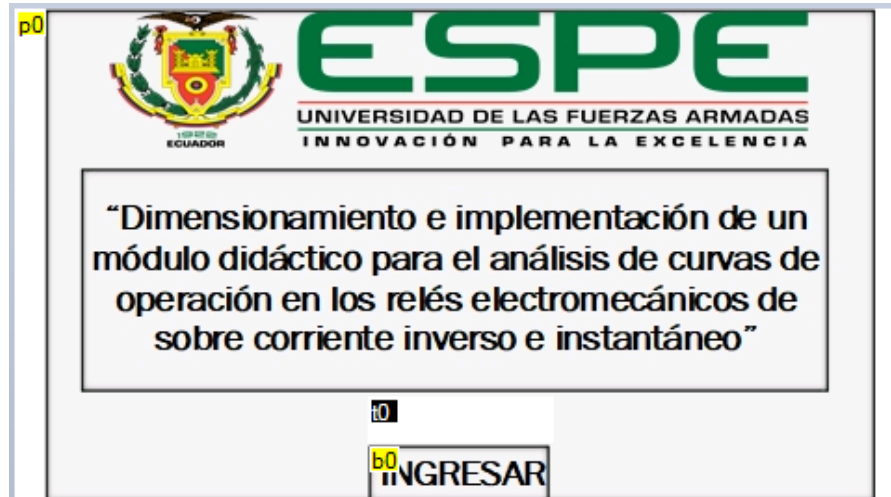 p0
ESPE
UNIVERSIDAD DE LAS FUERZAS ARMADAS
INNOVACIÓN PARA LA EXCELENCIA
1922
ECUADOR
“Dimensionamiento e implementación de un
módulo didáctico para el análisis de curvas de
operación en los relés electromecánicos de
sobre corriente inverso e instantáneo”
t0
b0
INGRESAR